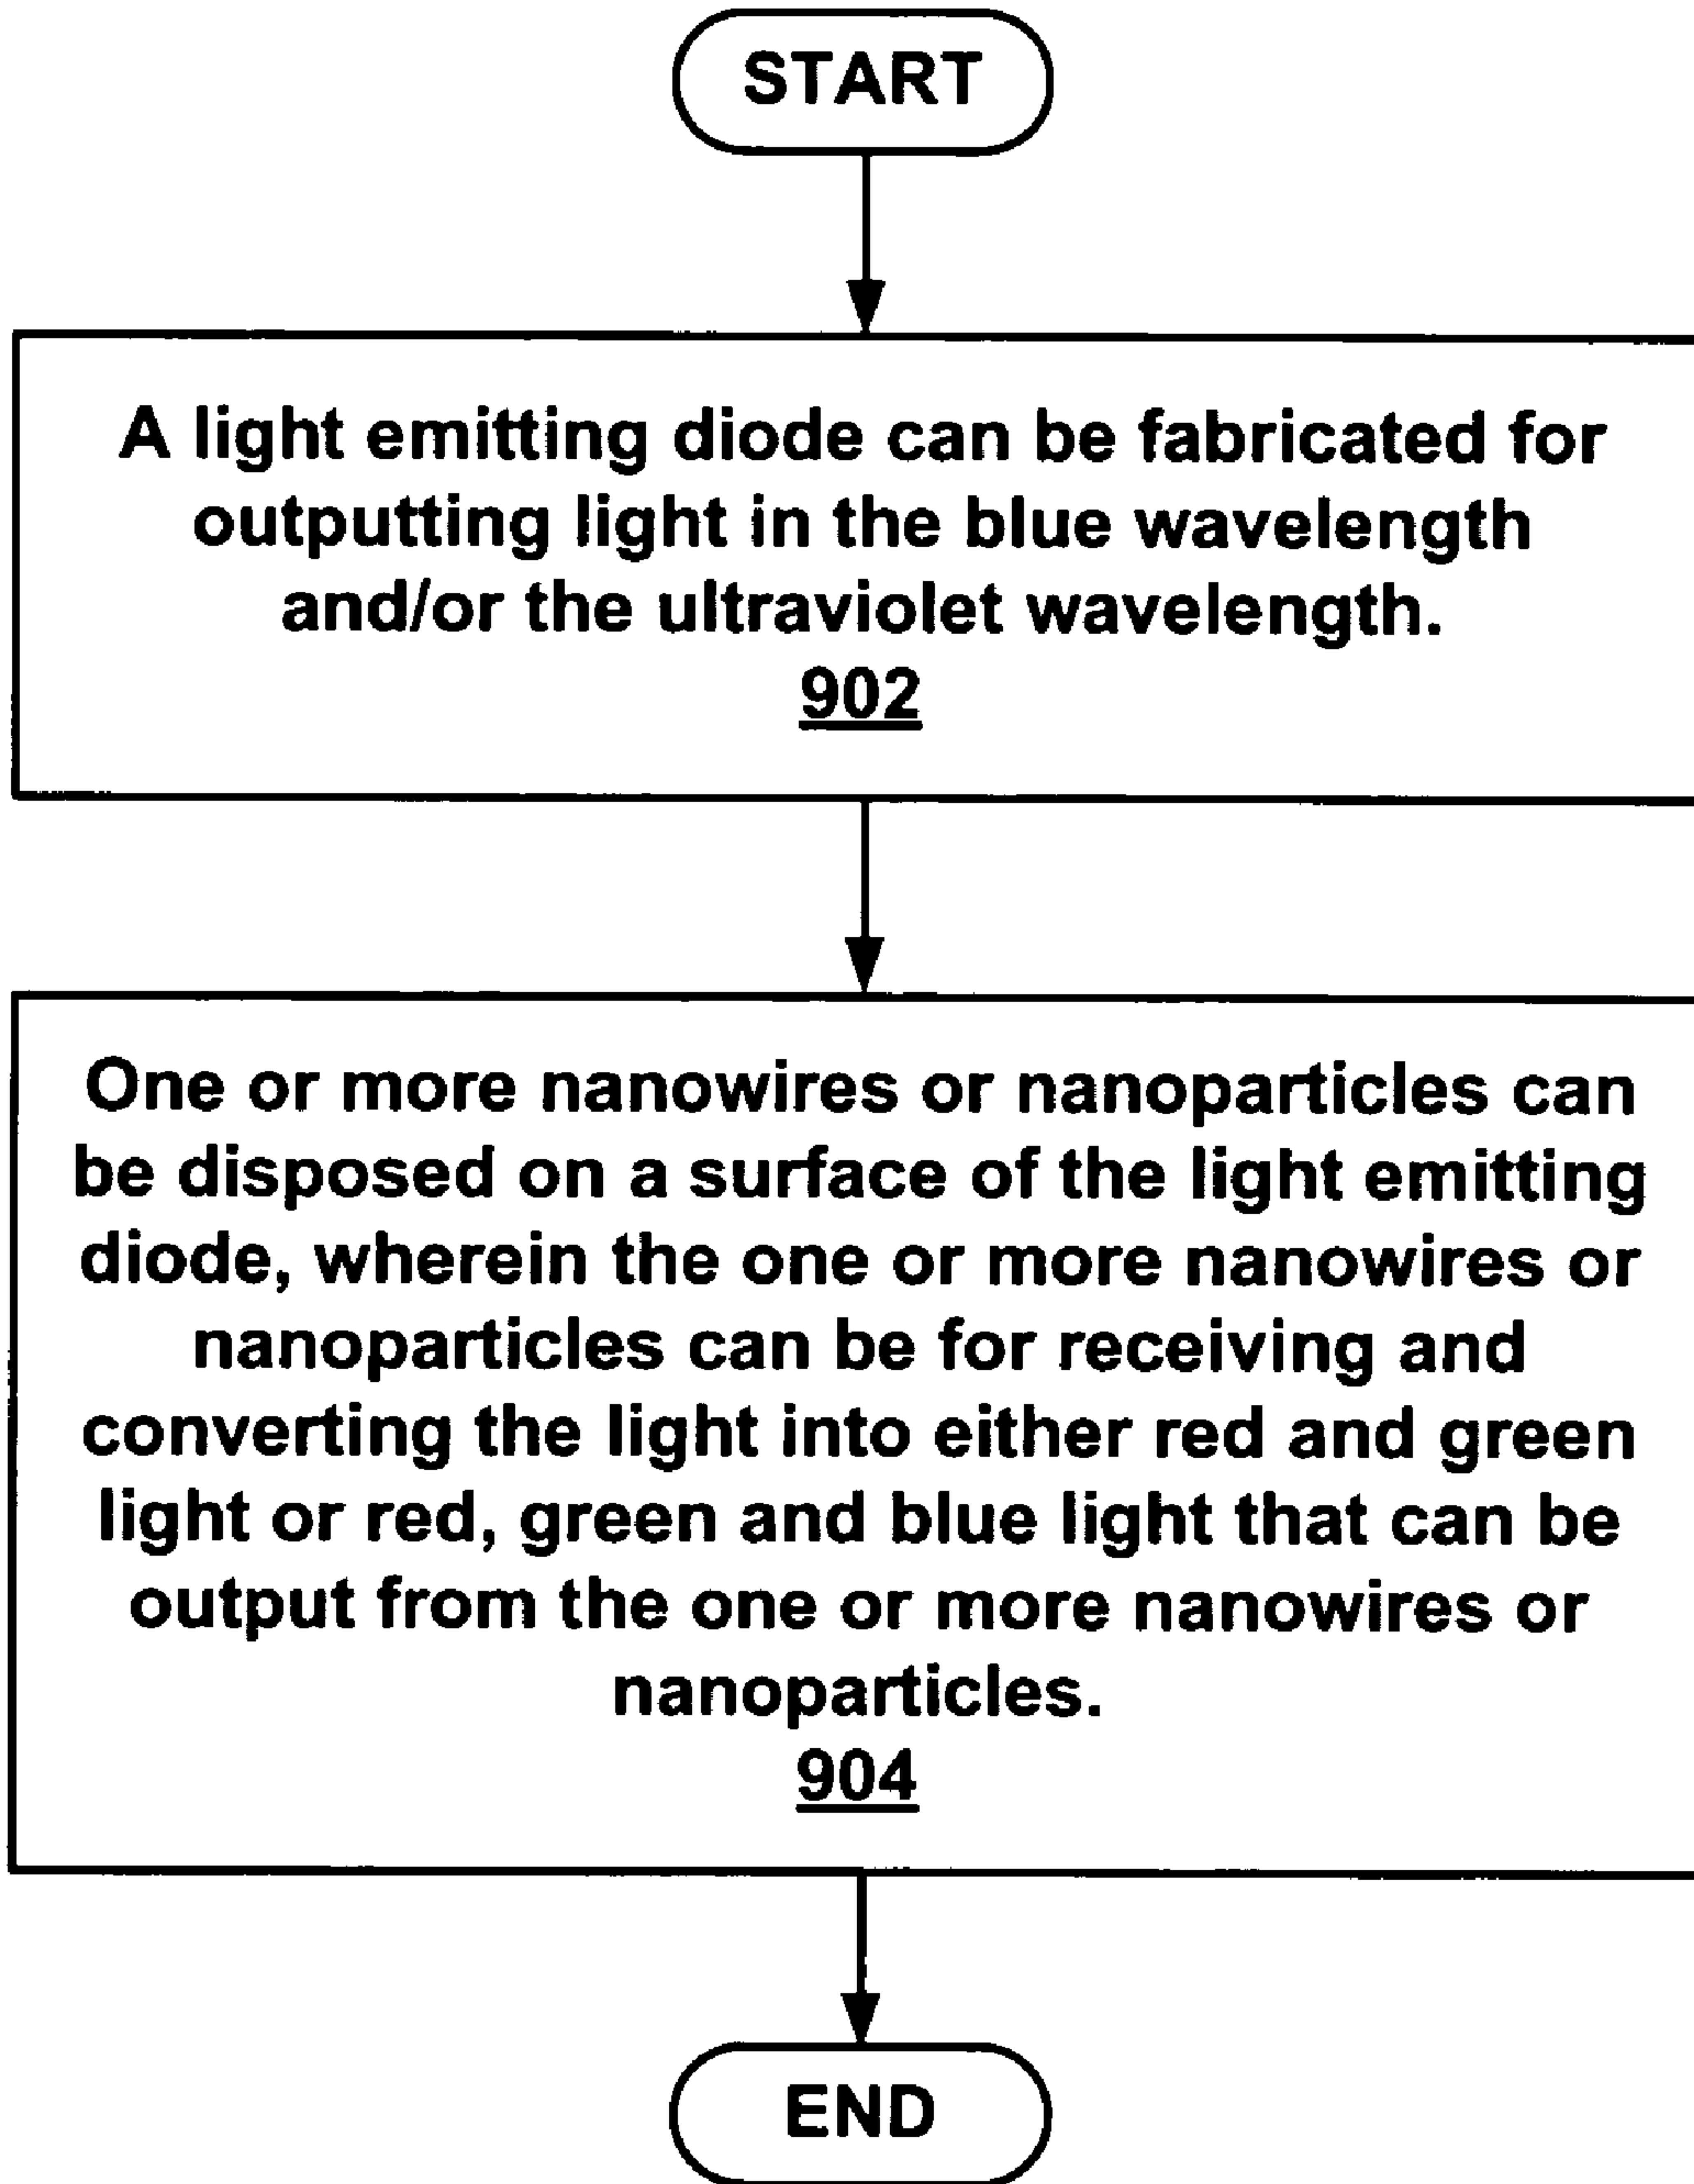 START
A light emitting diode can be fabricated for
outputting light in the blue wavelength
and/or the ultraviolet wavelength.
902
One or more nanowires or nanoparticles can
be disposed on a surface of the light emitting
diode, wherein the one or more nanowires or
nanoparticles can be for receiving and
converting the light into either red and green
light or red, green and blue light that can be
output from the one or more nanowires or
nanoparticles.
904
END